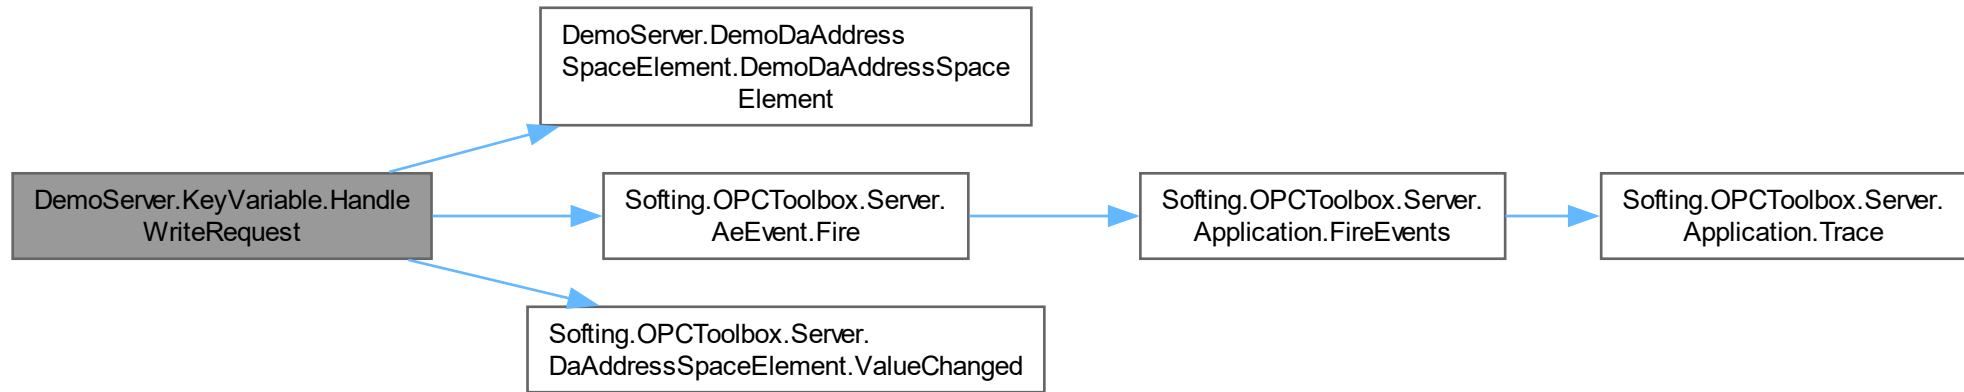 DemoServer.DemoDaAddress
SpaceElement.DemoDaAddressSpace
Element
DemoServer.KeyVariable.Handle
WriteRequest
Softing.OPCToolbox.Server.
AeEvent.Fire
Softing.OPCToolbox.Server.
Application.FireEvents
Softing.OPCToolbox.Server.
Application.Trace
Softing.OPCToolbox.Server.
DaAddressSpaceElement.ValueChanged